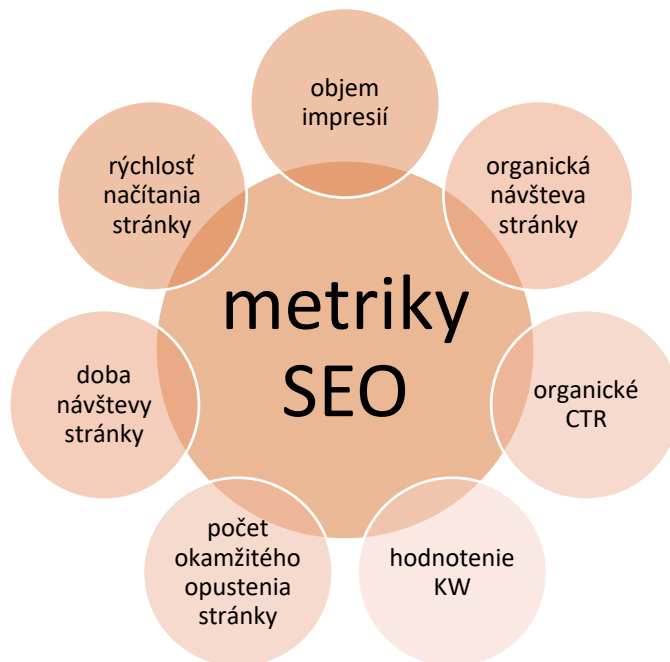 objem
impresií
organická
návšteva
stránky
organické
CTR
hodnotenie
KW
počet
okamžitého
opustenia
stránky
doba
návštevy
stránky
rýchlosť
načítania
stránky
metriky
SEO